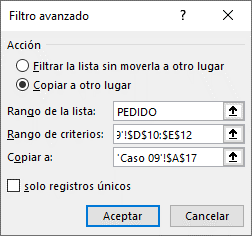 Filtro avanzado
Acción
Filtrar la lista sin moverla a otro lugar
Copiar a otro lugar
Rango de la lista: PEDIDO
Rango de criterios: 9'!$D$10:$E$12
Copiar a: 'Caso 09'!$A$17
solo registros únicos
Aceptar Cancelar